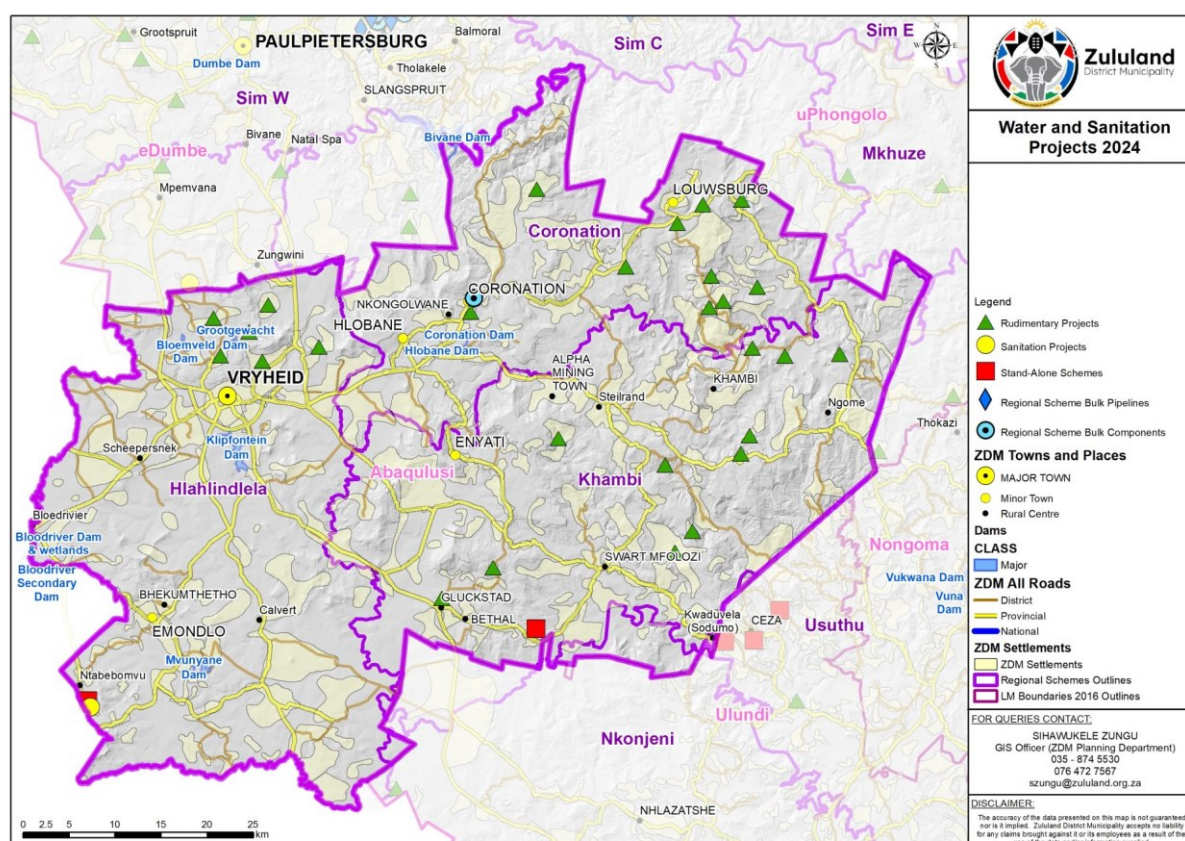 Grootspruit
PAULPIETERSBURG
Balmoral
Dumbe Dam
Tholakele
Sim C
Sim E
N
W
E
S
Sim W
SLANGSPRUIT
uPhongolo
Bivane
Natal Spa
Bivane Dam
eDumbe
Mkhuze
Mpemvana
LOUWSBURG
Coronation
Zungwini
CORONATION
NKONGOLWANE
HLOBANE
Grootgewacht
Bloemveld Dam
Dam
Coronation Dam
Hlobane Dam
ALPHA
MINING
TOWN
KHAMBI
VRYHEID
Steilrand
Ngome
Thokazi
Klipfontein
Dam
ENYATI
Scheepersnek
Abaqulusi
Khambi
Hlahlindlela
Bloedrivier
Bloodriver Dam
& wetlands
Bloodriver
Secondary
Dam
Nongoma
SWART MFOLOZI
Vukwana Dam
Vuna
Dam
BHEKUMTHETHO
GLUCKSTAD
Calvert
BETHAL
Kwaduvela
(Sodumo)
CEZA
Usuthu
EMONDLO
Mvunyane
Dam
Ntabebomvu
Ulundi
Nkonjeni
NHLAZATSHE
0 2.5 5 10 15 20 25
km
Zululand
District Municipality
Water and Sanitation
Projects 2024
Legend
Rudimentary Projects
Sanitation Projects
Stand-Alone Schemes
Regional Scheme Bulk Pipelines
Regional Scheme Bulk Components
ZDM Towns and Places
MAJOR TOWN
Minor Town
Rural Centre
Dams
CLASS
Major
ZDM All Roads
District
Provincial
National
ZDM Settlements
ZDM Settlements
Regional Schemes Outlines
LM Boundaries 2016 Outlines
FOR QUERIES CONTACT:
SIHAWUKELE ZUNGU
GIS Officer (ZDM Planning Department)
035 - 874 5530
076 472 7567
szungu@zululand.org.za
DISCLAIMER:
The accuracy of the data presented on this map is not guaranteed
nor is it implied. Zululand District Municipality accepts no liability
for any claims brought against it or its employees as a result of the